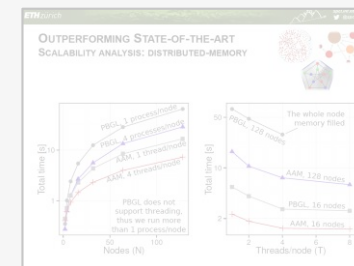 ETH zürich
OUTPERFORMING STATE-OF-THE-ART
SCALABILITY ANALYSIS: DISTRIBUTED-MEMORY
Total time [s]
10
1
PBGL, 1 process/node
PBGL, 4 processes/node
AAM, 1 thread/node
AAM, 4 threads/node
PBGL does not
support threading,
thus we run more
than 1 process/node
0
50
100
Nodes (N)
Total time [s]
50
10
2
The whole node
memory filled
PBGL, 128 nodes
AAM, 128 nodes
PBGL, 16 nodes
AAM, 16 nodes
2
4
6
8
Threads/node (T)